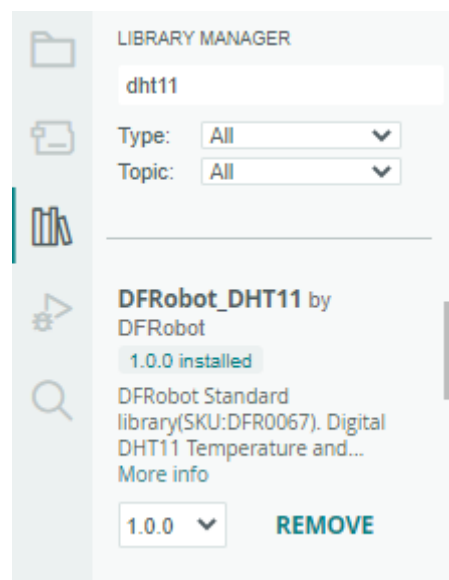 LIBRARY MANAGER
dht11
Type: All
Topic: All
DFRobot_DHT11 by
DFRobot
1.0.0 installed
DFRobot Standard
library(SKU:DFR0067). Digital
DHT11 Temperature and...
More info
1.0.0 REMOVE